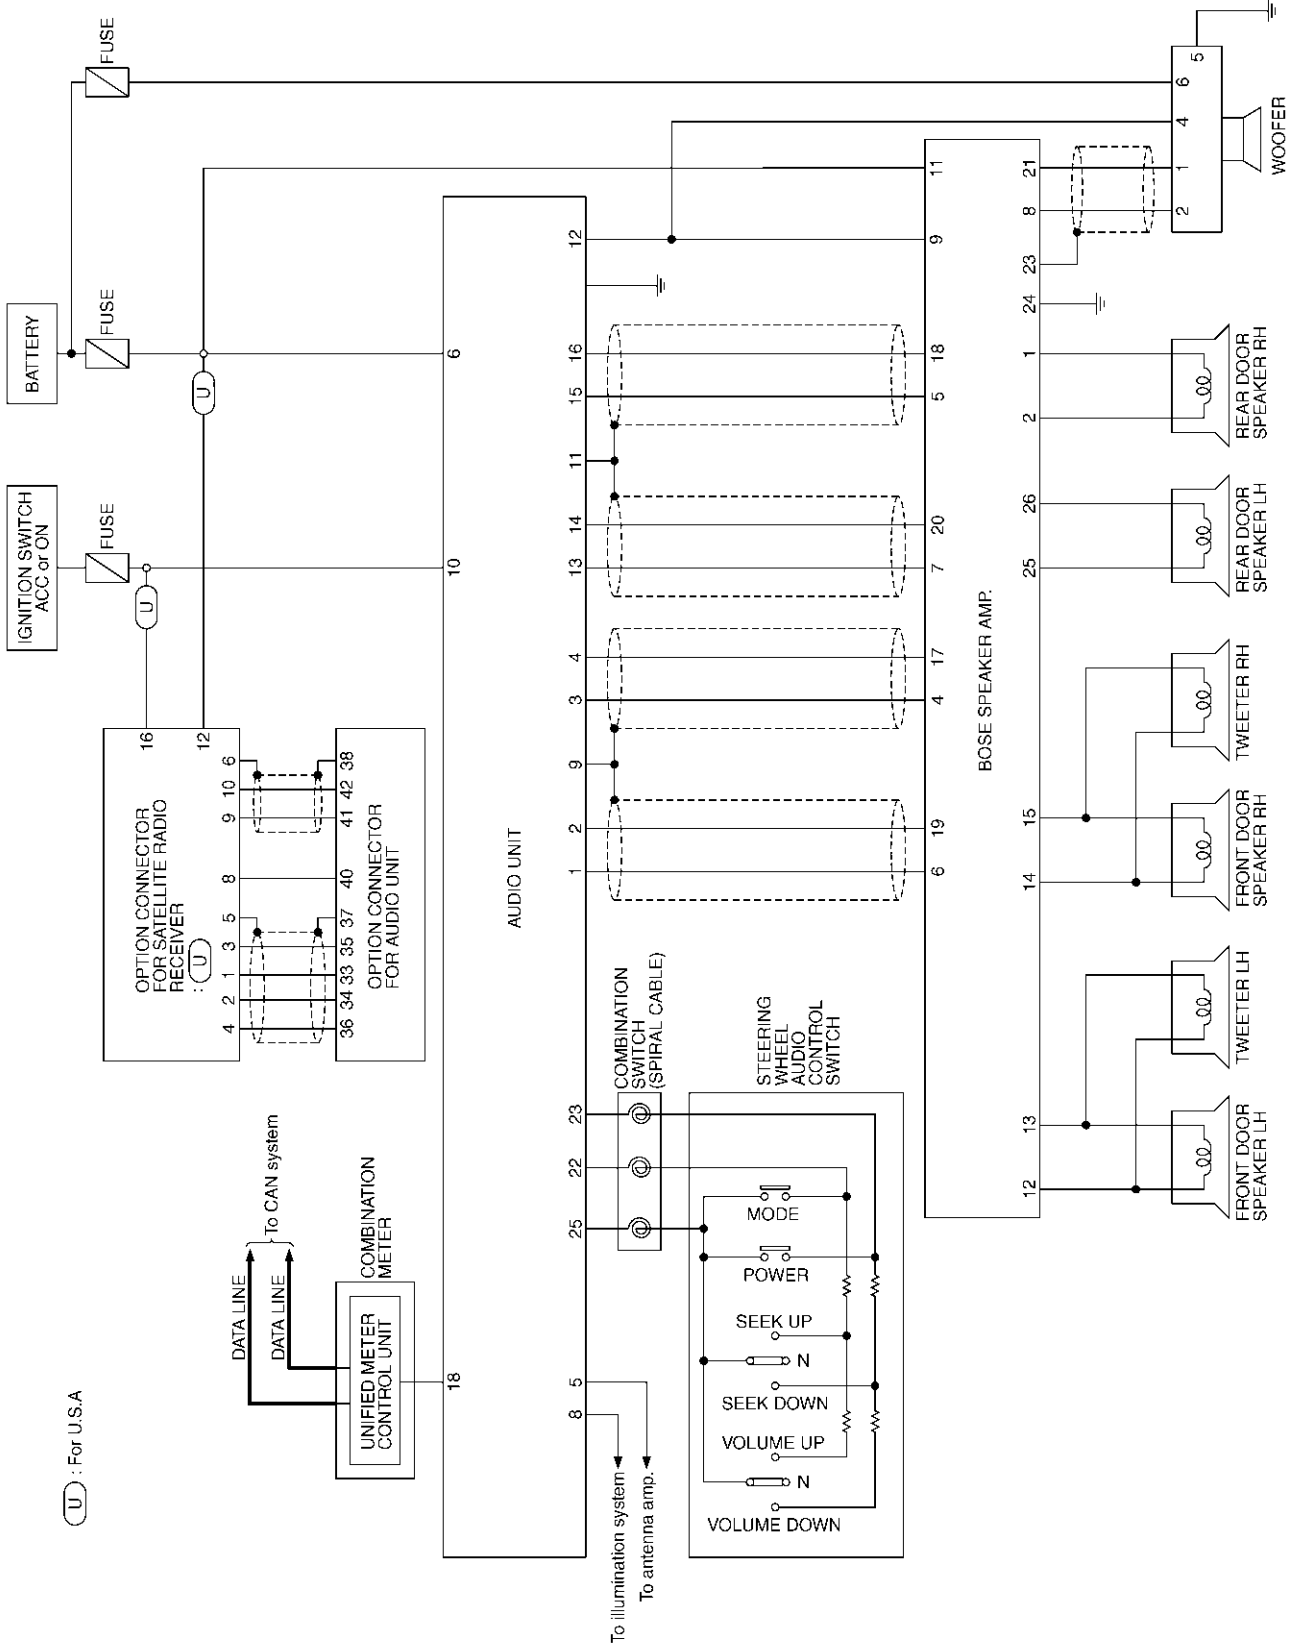 BATTERY
IGNITION SWITCH
ACC or ON
FUSE
FUSE
FUSE
U
U
16
12
OPTION CONNECTOR
FOR SATELLITE RADIO
RECEIVER
: U
4
2
1
3
5
8
9
10
6
36
34
33
35
37
40
41
42
38
OPTION CONNECTOR
FOR AUDIO UNIT
U : For U.S.A
DATA LINE
DATA LINE
To CAN system
UNIFIED METER
CONTROL UNIT
COMBINATION
METER
18
10
6
AUDIO UNIT
8
5
25
22
23
1
2
9
3
4
13
14
11
15
16
12
To illumination system
To antenna amp.
COMBINATION
SWITCH
(SPIRAL CABLE)
STEERING
WHEEL
AUDIO
CONTROL
SWITCH
MODE
POWER
SEEK UP
N
SEEK DOWN
VOLUME UP
N
VOLUME DOWN
6
19
4
17
7
20
5
18
9
11
BOSE SPEAKER AMP.
12
13
14
15
25
26
2
1
24
23
8
21
FRONT DOOR
SPEAKER LH
TWEETER LH
FRONT DOOR
SPEAKER RH
TWEETER RH
REAR DOOR
SPEAKER LH
REAR DOOR
SPEAKER RH
2
1
4
6
5
WOOFER